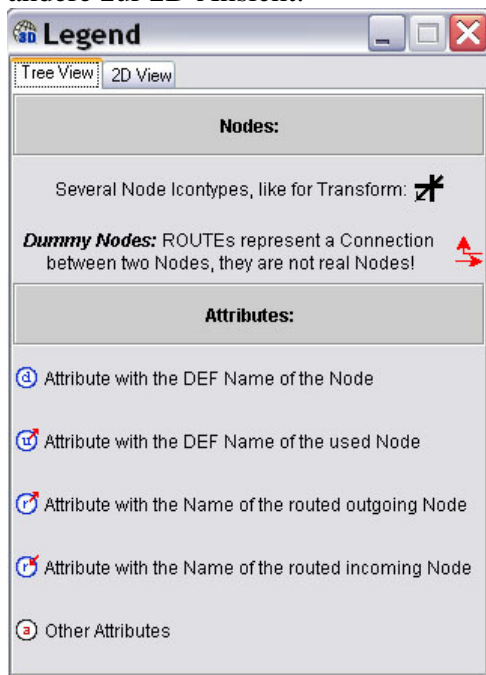 andere zur 2D-Ansicht.
3D Legend
Tree View 2D View
Nodes:
Several Node Icontypes, like for Transform:
Dummy Nodes: ROUTEs represent a Connection
between two Nodes, they are not real Nodes!
Attributes:
d Attribute with the DEF Name of the Node
u Attribute with the DEF Name of the used Node
r Attribute with the Name of the routed outgoing Node
r Attribute with the Name of the routed incoming Node
a Other Attributes